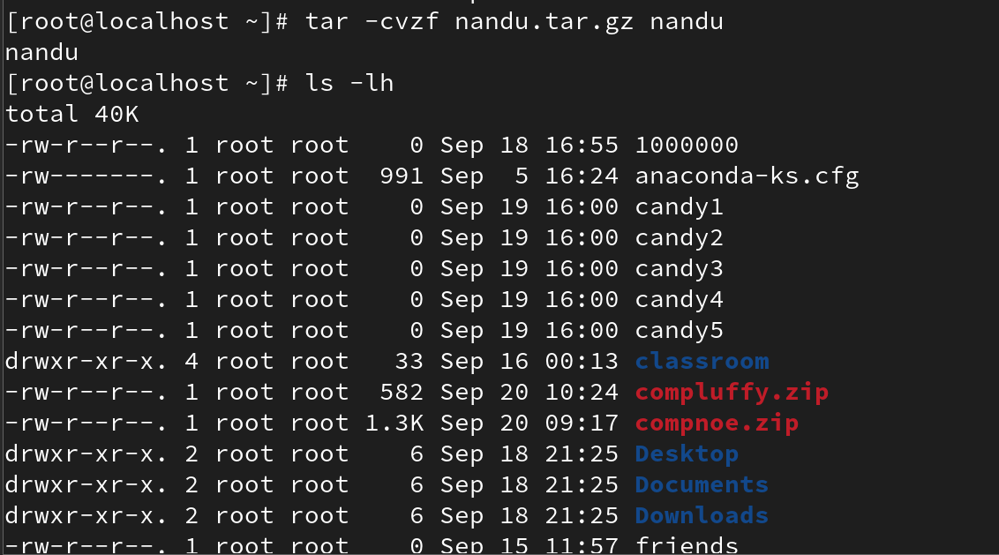 [root@localhost ~]# tar -cvzf nandu.tar.gz nandu
nandu
[root@localhost ~]# ls -lh
total 40K
-rw-r--r--. 1 root root    0 Sep 18 16:55 1000000
-rw-------. 1 root root  991 Sep  5 16:24 anaconda-ks.cfg
-rw-r--r--. 1 root root    0 Sep 19 16:00 candy1
-rw-r--r--. 1 root root    0 Sep 19 16:00 candy2
-rw-r--r--. 1 root root    0 Sep 19 16:00 candy3
-rw-r--r--. 1 root root    0 Sep 19 16:00 candy4
-rw-r--r--. 1 root root    0 Sep 19 16:00 candy5
drwxr-xr-x. 4 root root   33 Sep 16 00:13 classroom
-rw-r--r--. 1 root root  582 Sep 20 10:24 compluffy.zip
-rw-r--r--. 1 root root 1.3K Sep 20 09:17 compnoe.zip
drwxr-xr-x. 2 root root    6 Sep 18 21:25 Desktop
drwxr-xr-x. 2 root root    6 Sep 18 21:25 Documents
drwxr-xr-x. 2 root root    6 Sep 18 21:25 Downloads
-rw-r--r--. 1 root root    0 Sep 15 11:57 friends